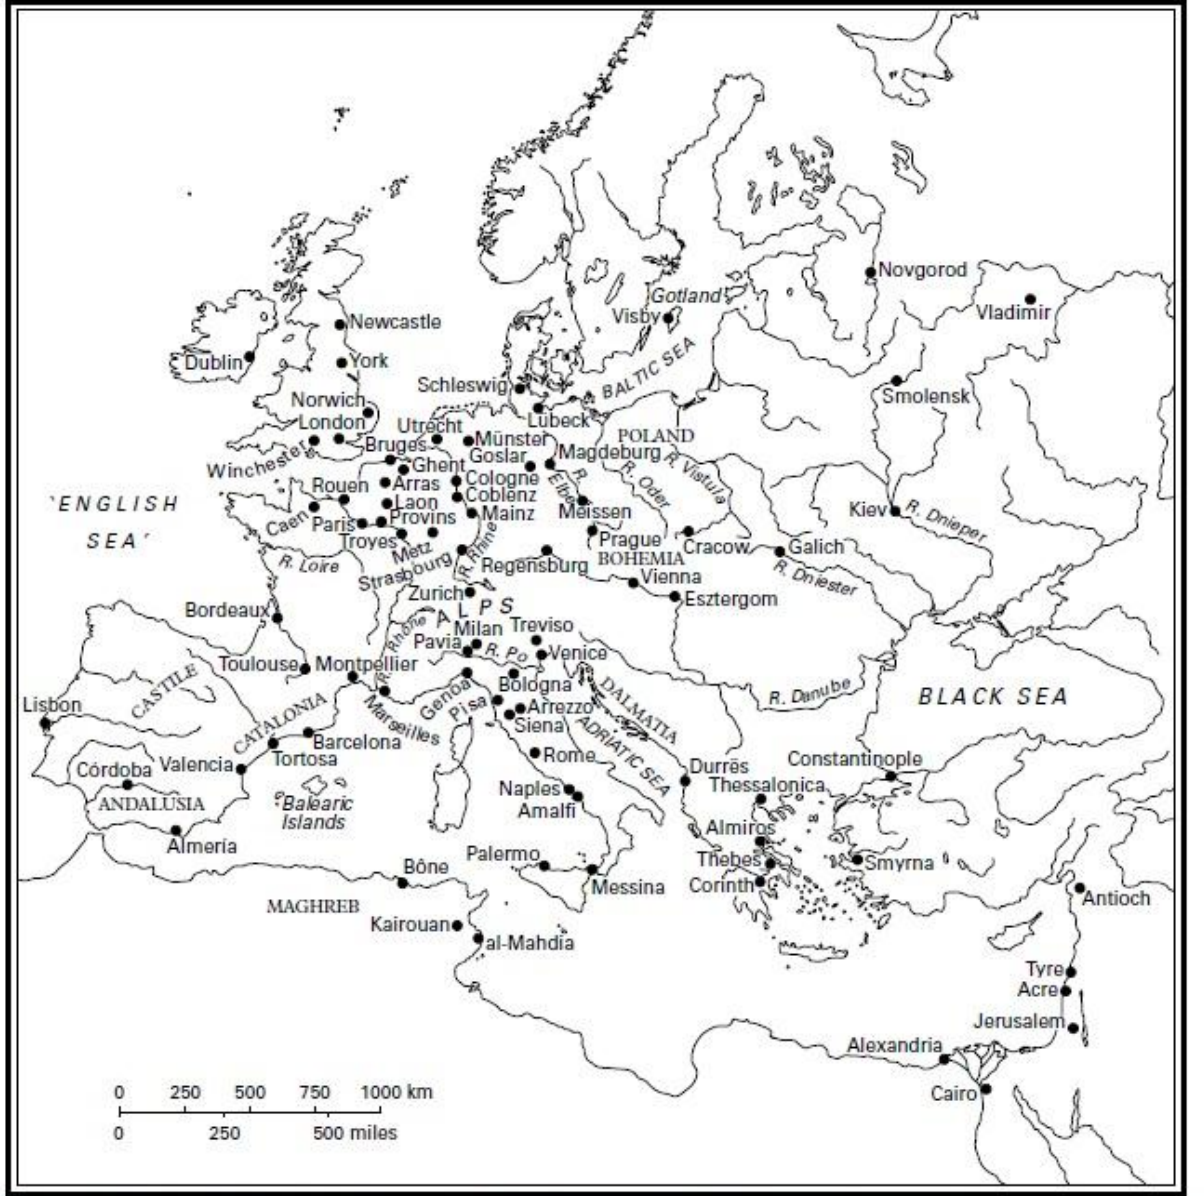 Novgorod
Vladimir
Gotland
Visby
Newcastle
Dublin
York
BALTIC SEA
Schleswig
Smolensk
Norwich
Lübeck
London
Utrecht
POLAND
Winchester
Bruges
Münster
Goslar
Magdeburg
R. Vistula
Ghent
Cologne
R. Elbe
R. Oder
Rouen
Arras
Coblenz
'ENGLISH
SEA'
Laon
Caen
Paris
Provins
Mainz
Meissen
Kiev
R. Dnieper
Troyes
Metz
Prague
Cracow
Galich
R. Loire
Strasbourg
R. Rhine
Regensburg
BOHEMIA
R. Dniester
Vienna
Zurich
Esztergom
Bordeaux
ALPS
R. Rhône
Milan
Treviso
Pavia
R. Po
Venice
Toulouse
Montpellier
CASTILE
Genoa
Bologna
DALMATIA
R. Danube
BLACK SEA
Lisbon
CATALONIA
Marseilles
Pisa
Arrezzo
Siena
ADRIATIC SEA
Barcelona
Tortosa
Rome
Constantinople
Córdoba
Valencia
Durrës
Thessalonica
ANDALUSIA
Balearic
Islands
Naples
Amalfi
Almiros
Almería
Palermo
Thebes
Smyrna
Bône
Messina
Corinth
Antioch
MAGHREB
Kairouan
al-Mahdia
Tyre
Acre
Jerusalem
Alexandria
Cairo
0 250 500 750 1000 km
0 250 500 miles